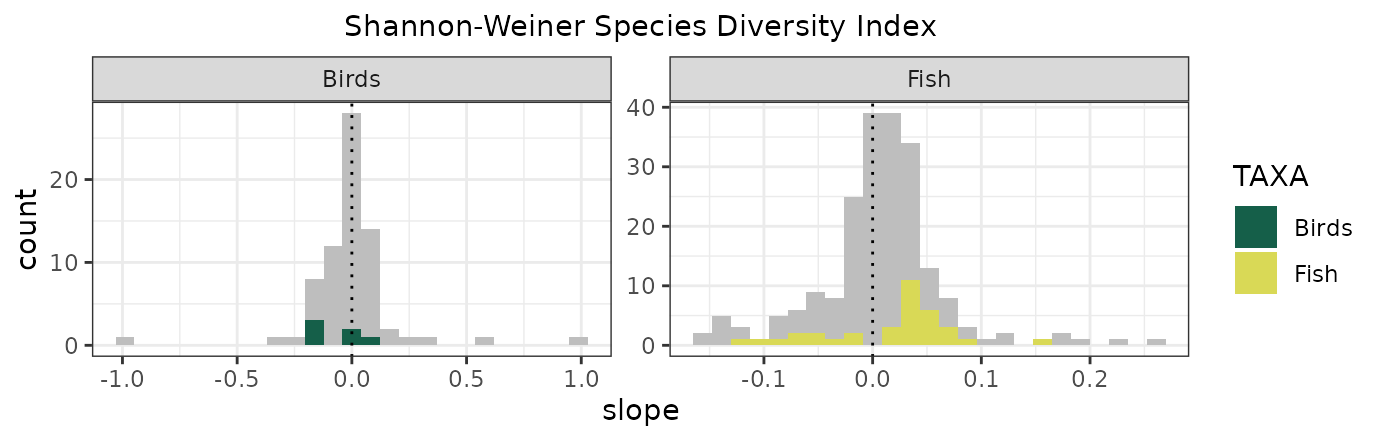 Shannon-Weiner Species Diversity Index
Birds
Fish
count
20
10
0
40
30
20
10
0
-1.0 -0.5 0.0 0.5 1.0
-0.1 0.0 0.1 0.2
slope
TAXA
Birds
Fish